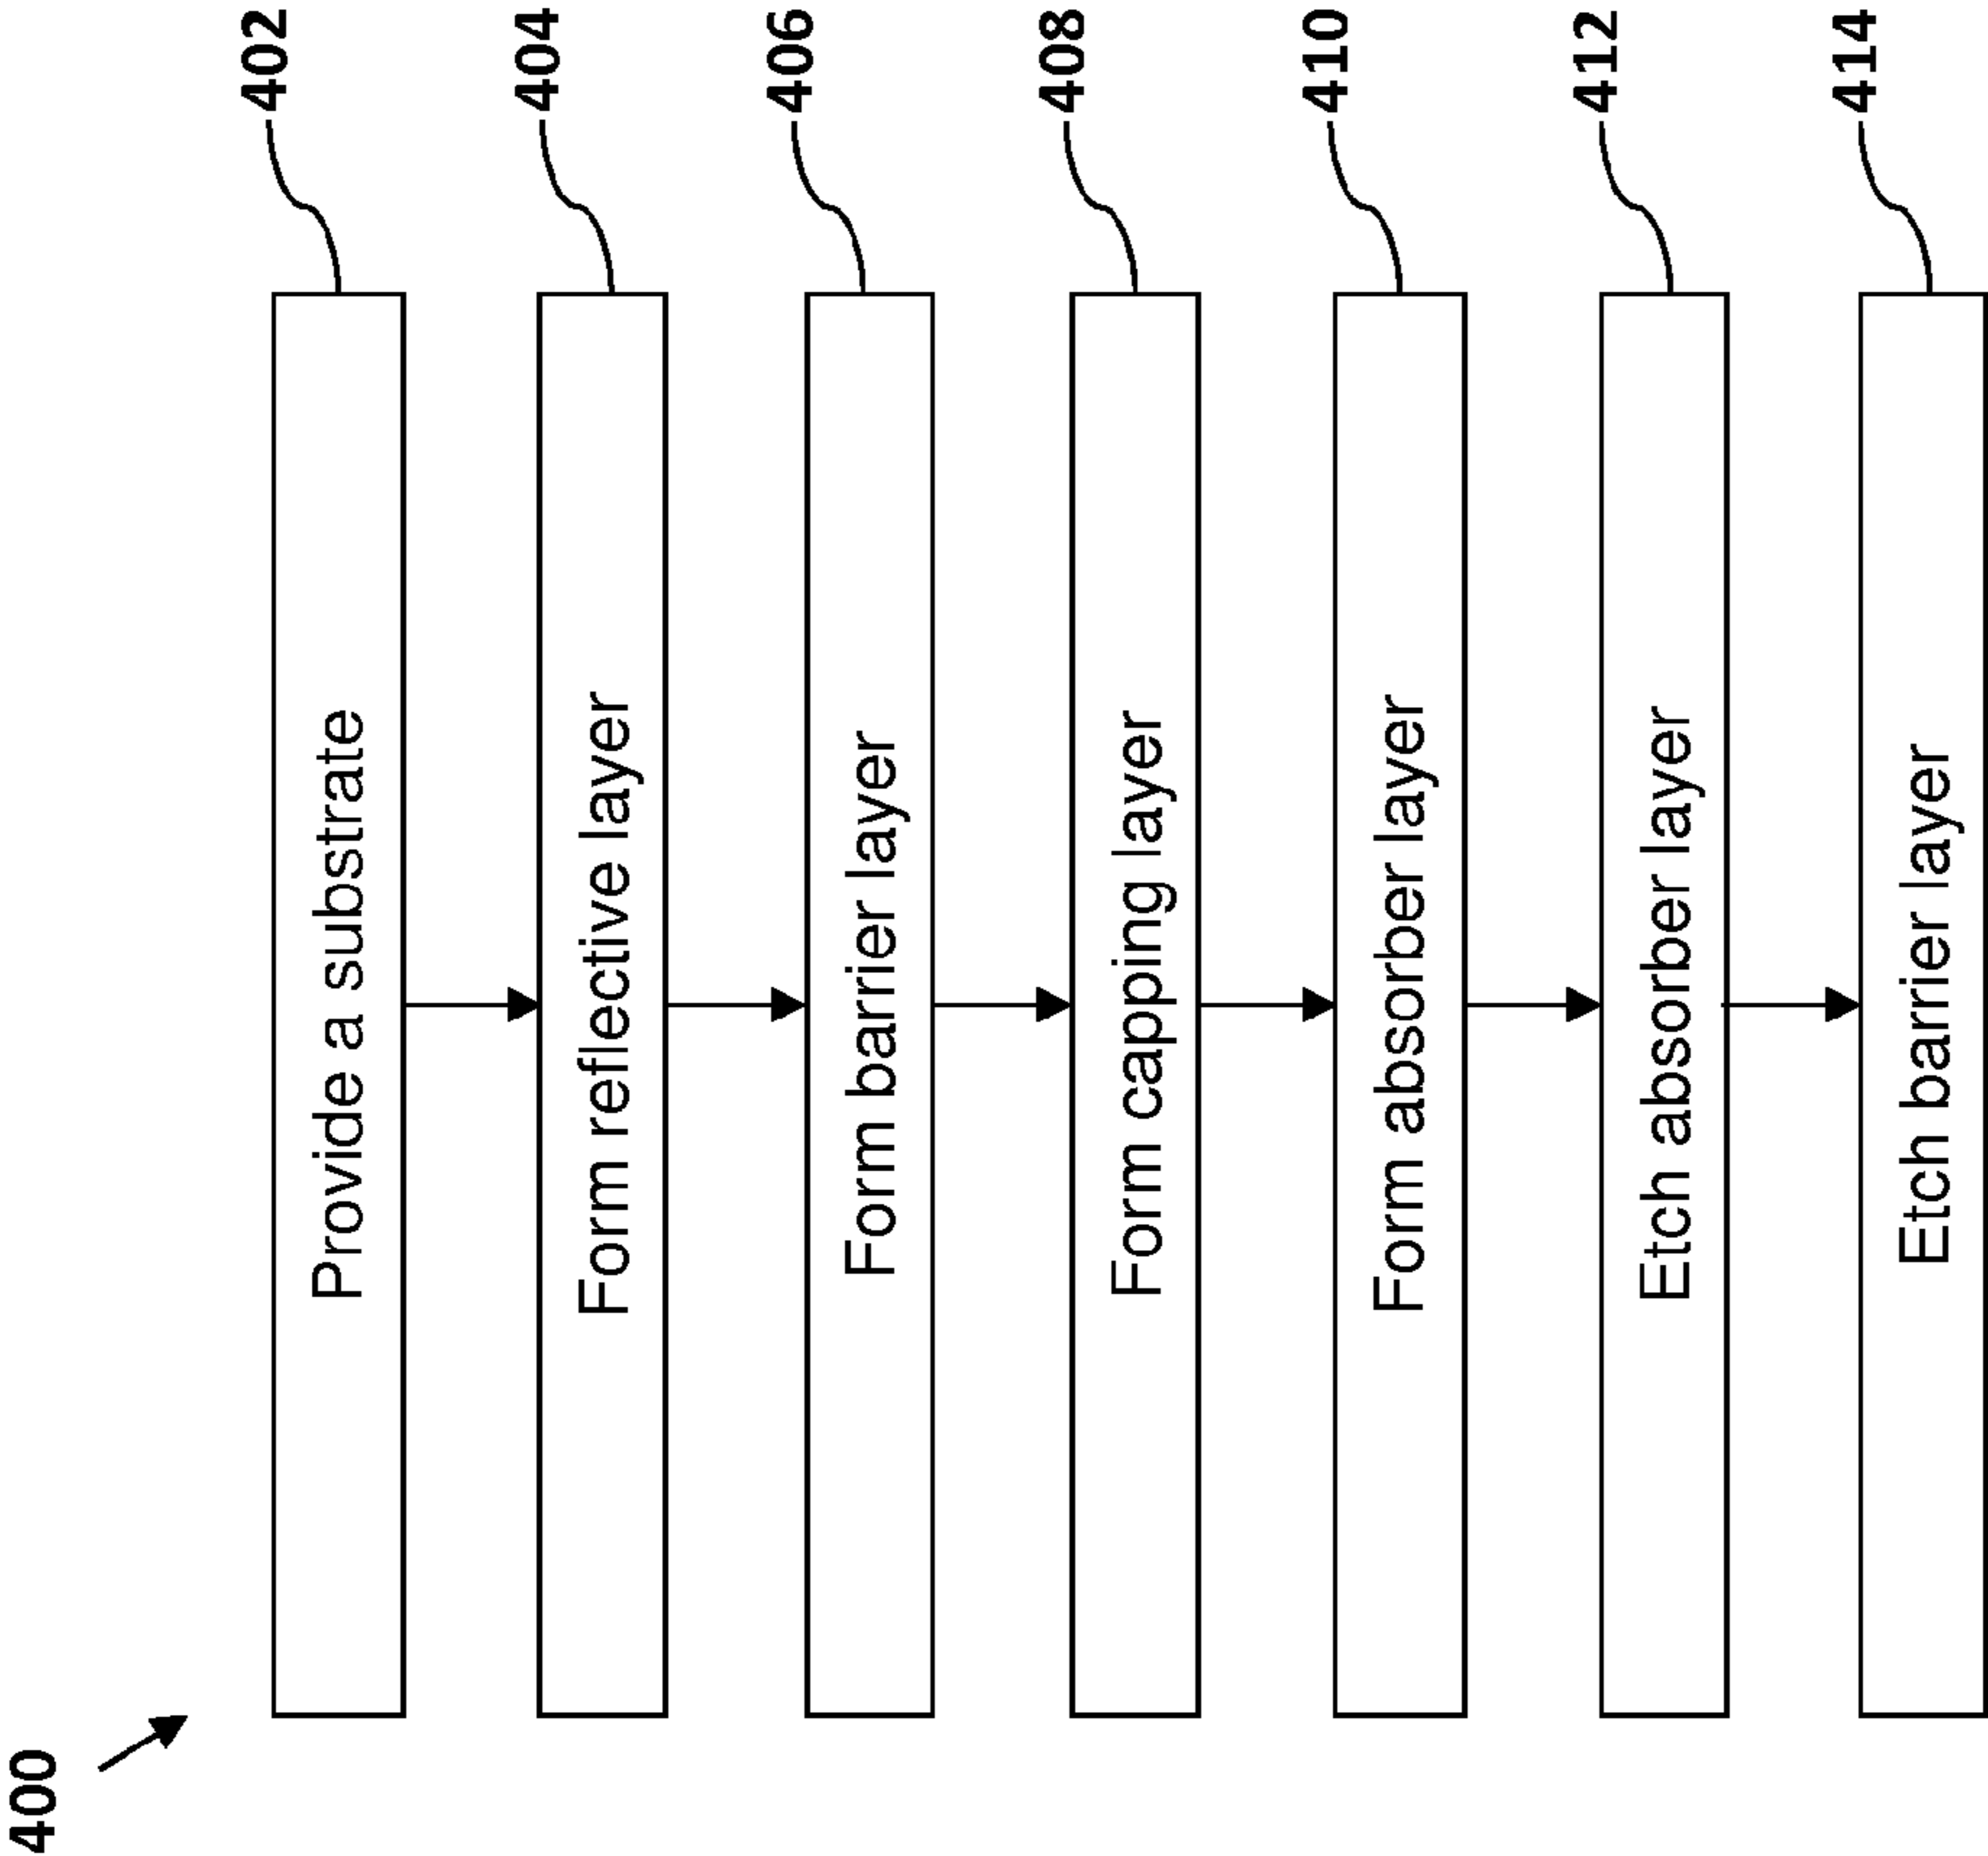 400
Provide a substrate
402
Form reflective layer
404
Form barrier layer
406
Form capping layer
408
Form absorber layer
410
Etch absorber layer
412
Etch barrier layer
414